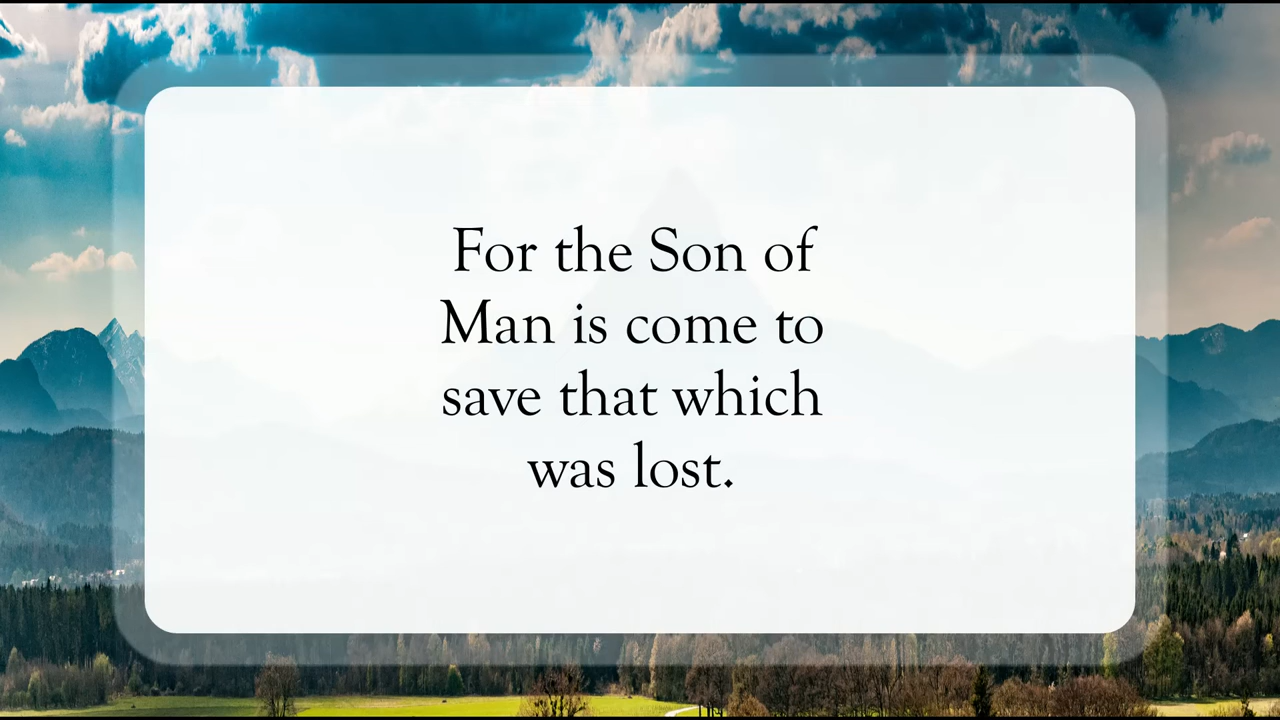 For the Son of
Man is come to
save that which
was lost.